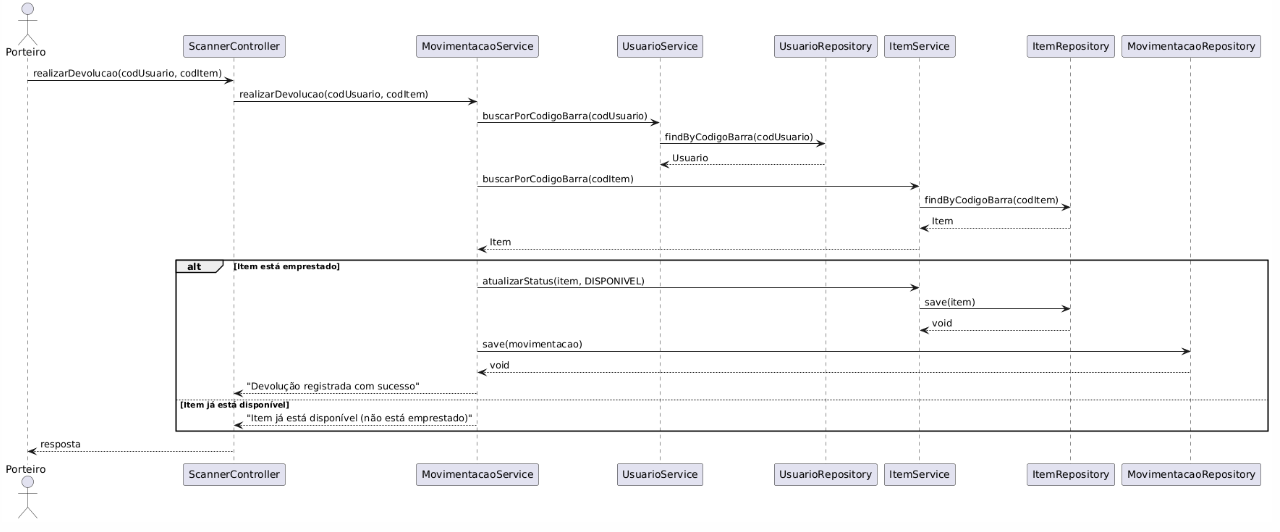 Porteiro
ScannerController
MovimentacaoService
UsuarioService
UsuarioRepository
ItemService
ItemRepository
MovimentacaoRepository
realizarDevolucao(codUsuario, codItem)
realizarDevolucao(codUsuario, codItem)
buscarPorCodigoBarra(codUsuario)
findByCodigoBarra(codUsuario)
Usuario
buscarPorCodigoBarra(codItem)
findByCodigoBarra(codItem)
Item
Item
alt [Item está emprestado]
atualizarStatus(item, DISPONIVEL)
save(item)
void
save(movimentacao)
void
"Devolução registrada com sucesso"
[Item já está disponível]
"Item já está disponível (não está emprestado)"
resposta
Porteiro
ScannerController
MovimentacaoService
UsuarioService
UsuarioRepository
ItemService
ItemRepository
MovimentacaoRepository